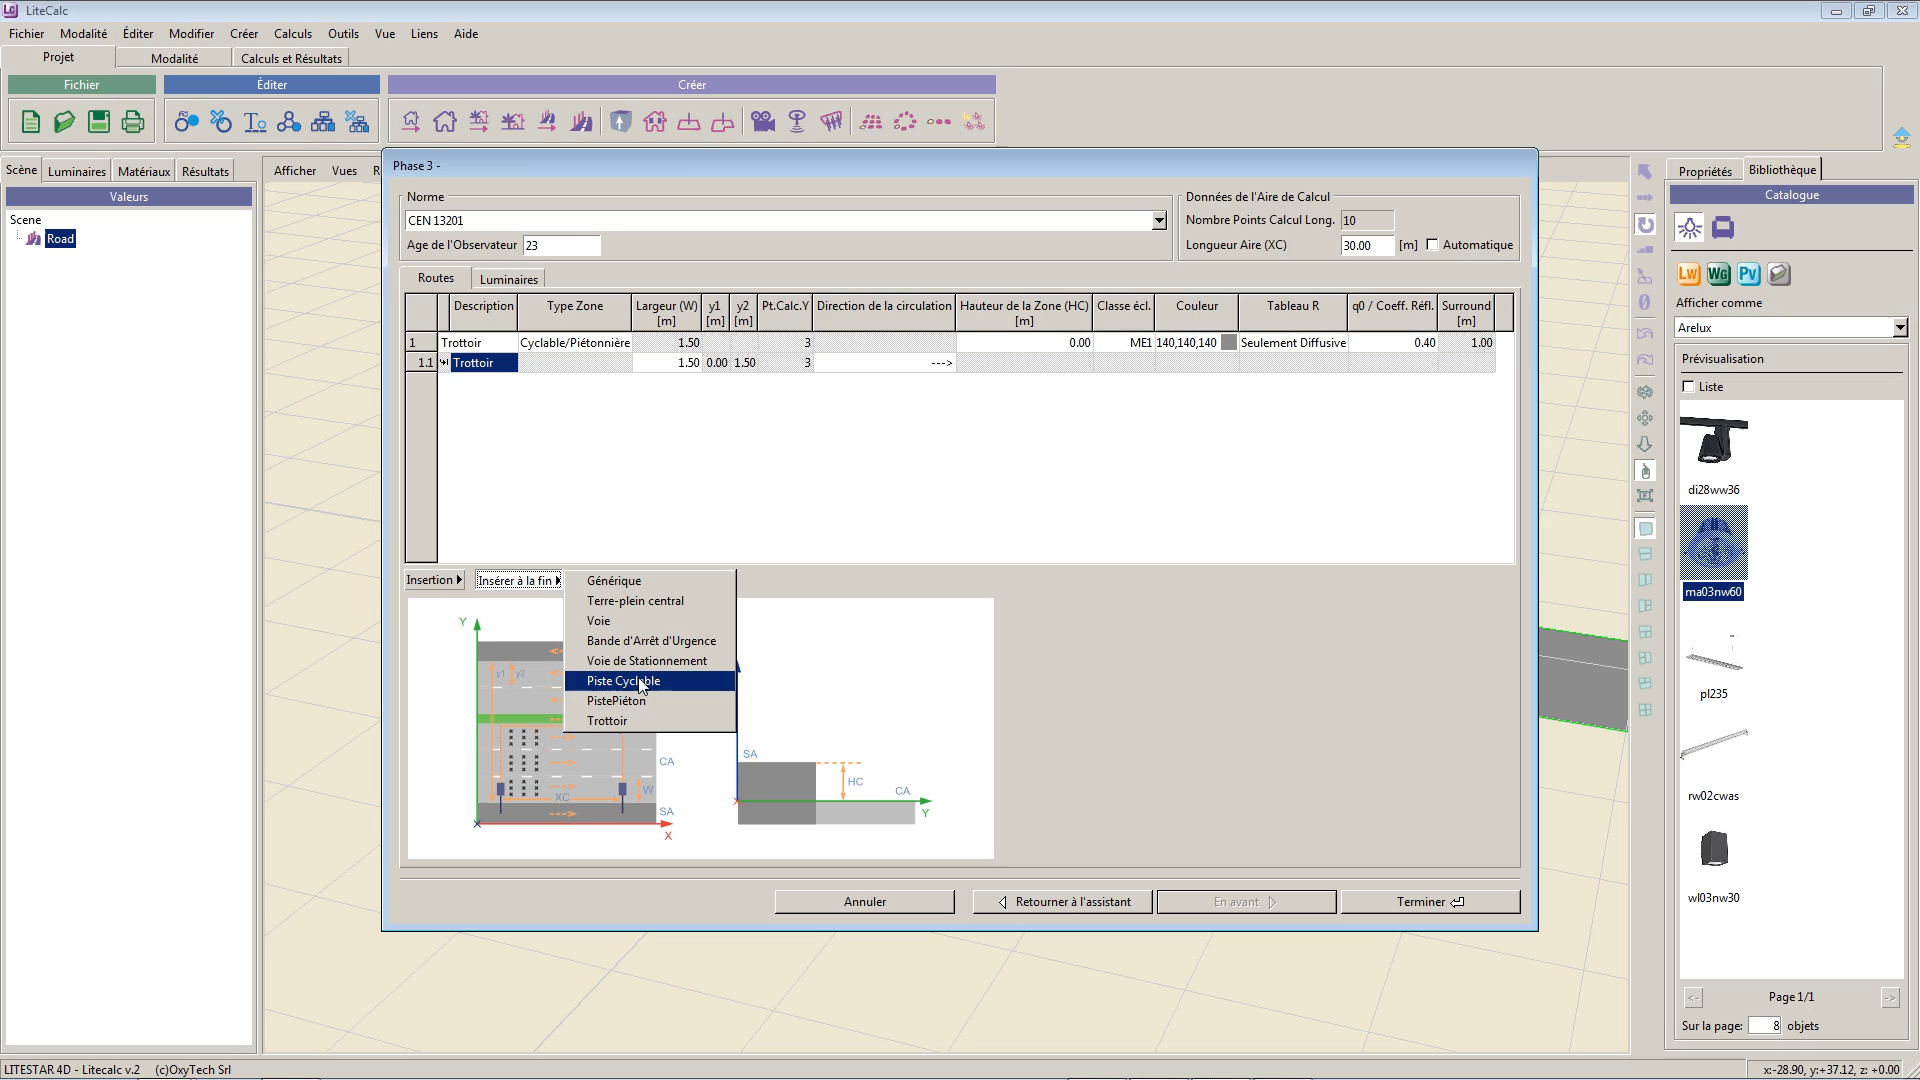 LiteCalc
Fichier Modalité Éditer Modifier Créer Calculs Outils Vue Liens Aide
Projet Modalité Calculs et Résultats
Fichier Éditer Créer
Scène Luminaires Matériaux Résultats
Valeurs
Scene
Road
Afficher Vues R
Phase 3 -
Norme
CEN 13201
Age de l'Observateur 23
Données de l'Aire de Calcul
Nombre Points Calcul Long. 10
Longueur Aire (XC) 30.00 [m] Automatique
Routes Luminaires
Description Type Zone Largeur (W) [m] y1 [m] y2 [m] Pt.Calc.Y Direction de la circulation Hauteur de la Zone (HC) [m] Classe écl. Couleur Tableau R q0 / Coeff. Réfl. Surround [m]
1 Trottoir Cyclable/Piétonnière 1.50 3 0.00 ME1 140,140,140 Seulement Diffusive 0.40 1.00
1.1 Trottoir 1.50 0.00 1.50 3 --->
Insertion Insérer à la fin
Générique
Terre-plein central
Voie
Bande d'Arrêt d'Urgence
Voie de Stationnement
Piste Cyclable
PistePiéton
Trottoir
Y
y1 y2
CA
W
XC
SA
X
SA
HC
CA
Y
Annuler Retourner à l'assistant En avant Terminer
Propriétés Bibliothèque
Catalogue
Lw Wg Pv
Afficher comme
Arelux
Prévisualisation
Liste
di28ww36
ma03nw60
pl235
rw02cwas
wl03nw30
<- Page 1/1 ->
Sur la page: 8 objets
LITESTAR 4D - Litecalc v.2 (c)OxyTech Srl
x:-28.90, y:+37.12, z: +0.00